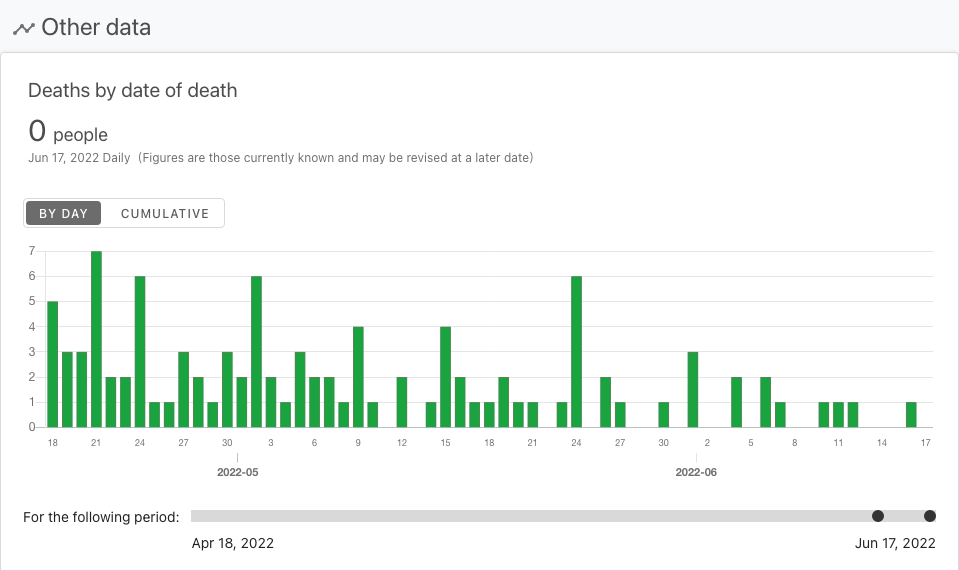 Other data
Deaths by date of death
0 people
Jun 17, 2022 Daily  (Figures are those currently known and may be revised at a later date)
BY DAY CUMULATIVE
7
6
5
4
3
2
1
0
18 21 24 27 30 3 6 9 12 15 18 21 24 27 30 2 5 8 11 14 17
2022-05 2022-06
For the following period:
Apr 18, 2022 Jun 17, 2022